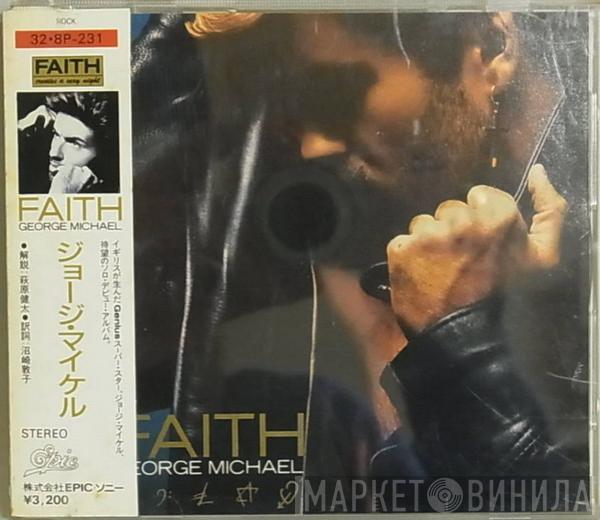 ROCK
32・8P-231
FAITH
FAITH
GEORGE MICHAEL
イギリスが生んだGeniusスーパー・スター、ジョージ・マイケル、
待望のソロ・デビュー・アルバム。
ジョージ・マイケル
●解説：萩原健太●訳詞：沼崎敦子
STEREO
Epic
株式会社EPIC・ソニー
¥3,200
FAITH
GEORGE MICHAEL
МАРКЕТ ВИНИЛА